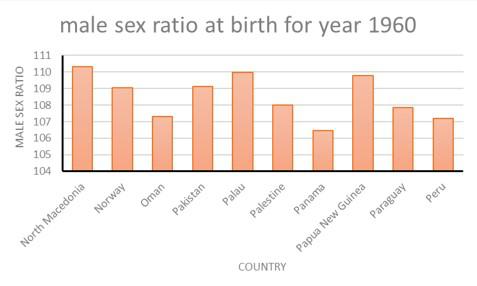 male sex ratio at birth for year 1960
MALE SEX RATIO
111
110
109
108
107
106
105
104
North Macedonia
Norway
Oman
Pakistan
Palau
Palestine
Panama
Papua New Guinea
Paraguay
Peru
COUNTRY